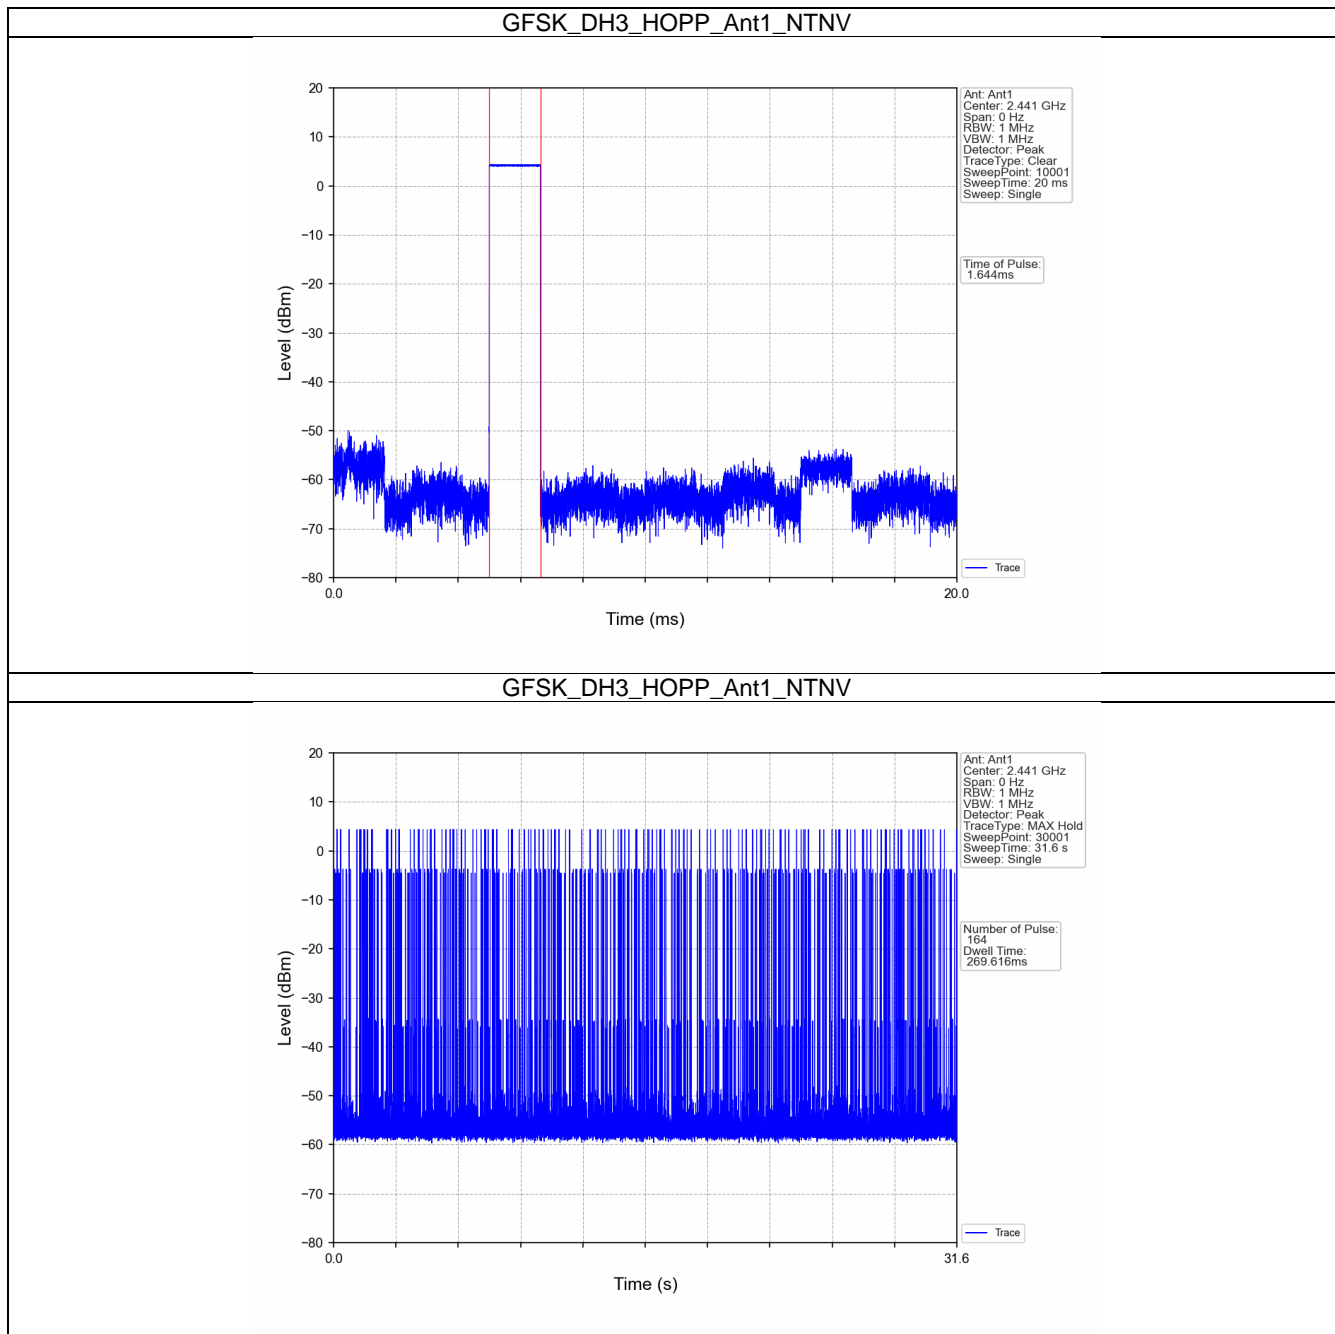 GFSK_DH3_HOPP_Ant1_NTNV
20
10
0
−10
−20
−30
−40
−50
−60
−70
−80
Level (dBm)
0.0
20.0
Time (ms)
Ant: Ant1
Center: 2.441 GHz
Span: 0 Hz
RBW: 1 MHz
VBW: 1 MHz
Detector: Peak
TraceType: Clear
SweepPoint: 10001
SweepTime: 20 ms
Sweep: Single
Time of Pulse:
1.644ms
Trace
GFSK_DH3_HOPP_Ant1_NTNV
20
10
0
−10
−20
−30
−40
−50
−60
−70
−80
Level (dBm)
0.0
31.6
Time (s)
Ant: Ant1
Center: 2.441 GHz
Span: 0 Hz
RBW: 1 MHz
VBW: 1 MHz
Detector: Peak
TraceType: MAX Hold
SweepPoint: 30001
SweepTime: 31.6 s
Sweep: Single
Number of Pulse:
164
Dwell Time:
269.616ms
Trace